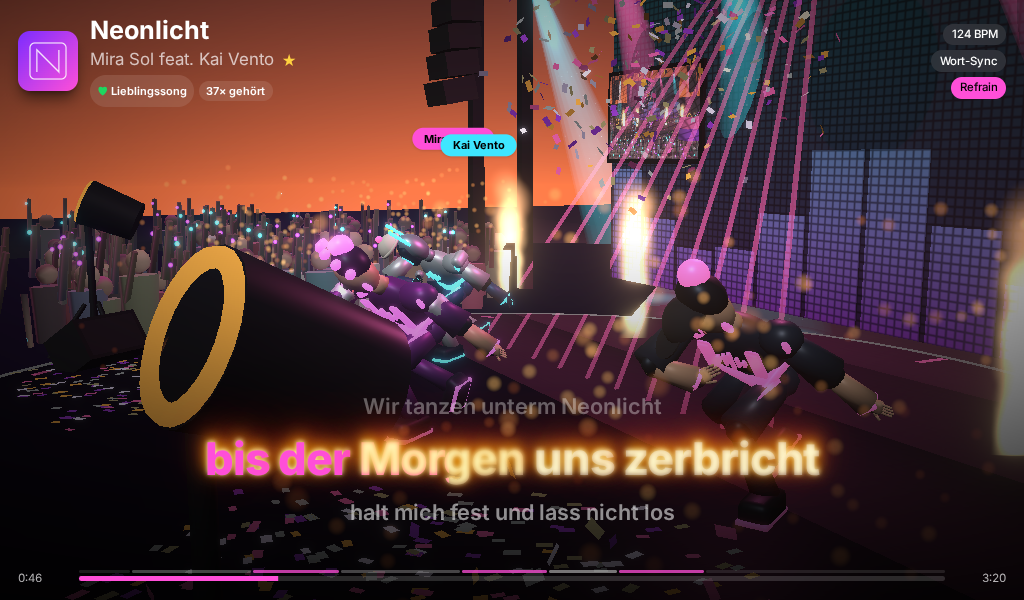 Neonlicht
Mira Sol feat. Kai Vento ★
Lieblingssong
37× gehört
124 BPM
Wort-Sync
Refrain
Kai Vento
Wir tanzen unterm Neonlicht
bis der Morgen uns zerbricht
halt mich fest und lass nicht los
0:46
3:20